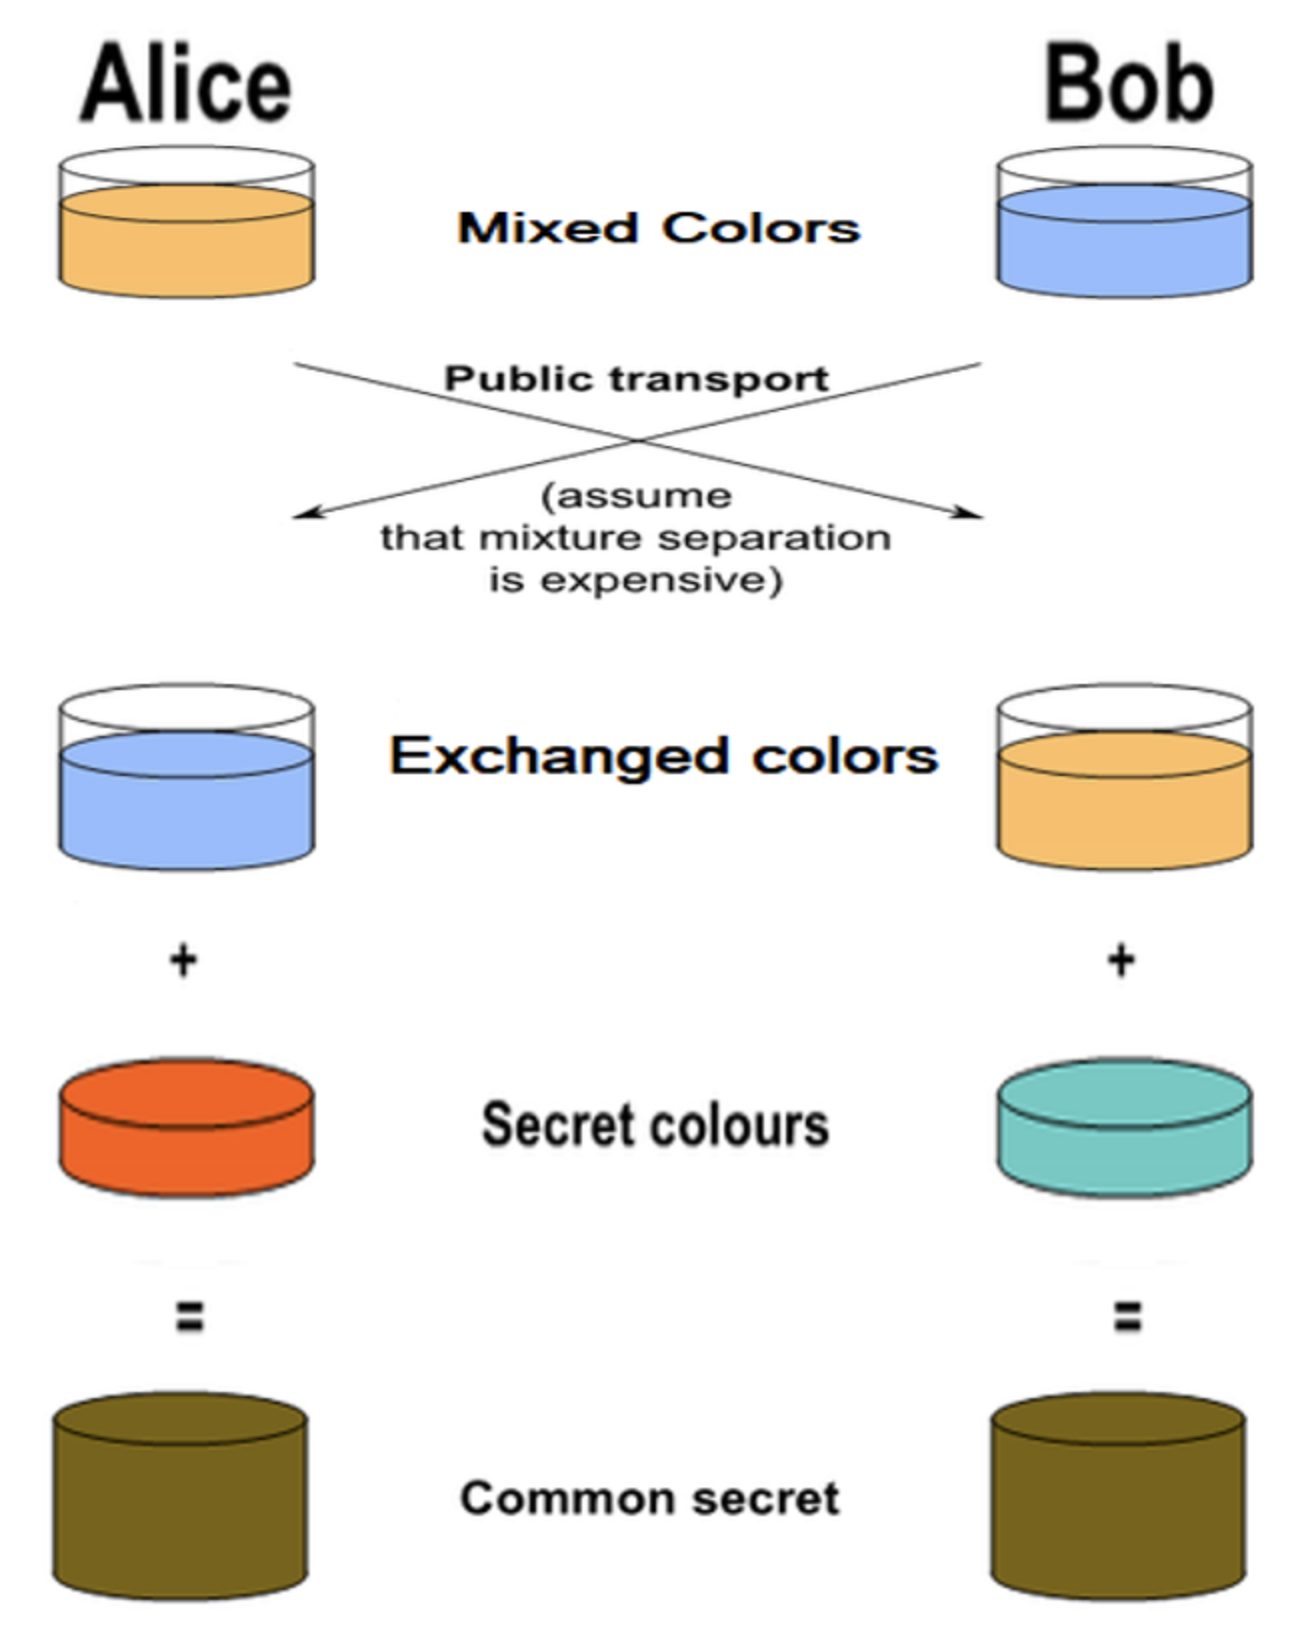 Alice
Bob
Mixed Colors
Public transport
(assume
that mixture separation
is expensive)
Exchanged colors
+
+
Secret colours
=
=
Common secret